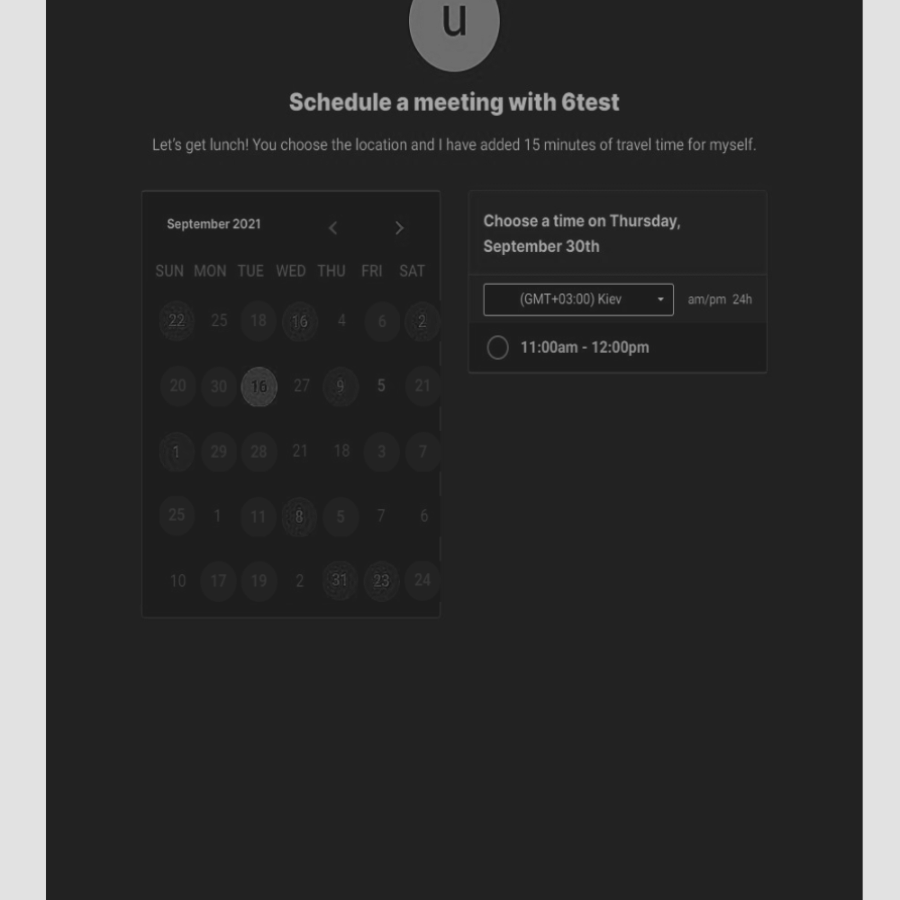 u
Schedule a meeting with 6test
Let's get lunch! You choose the location and I have added 15 minutes of travel time for myself.
September 2021
SUN MON TUE WED THU FRI SAT
22 25 18 16 4 6 2
20 30 16 27 9 5 21
1 29 28 21 18 3 7
25 1 11 8 5 7 6
10 17 19 2 31 23 24
Choose a time on Thursday,
September 30th
(GMT+03:00) Kiev am/pm 24h
11:00am - 12:00pm